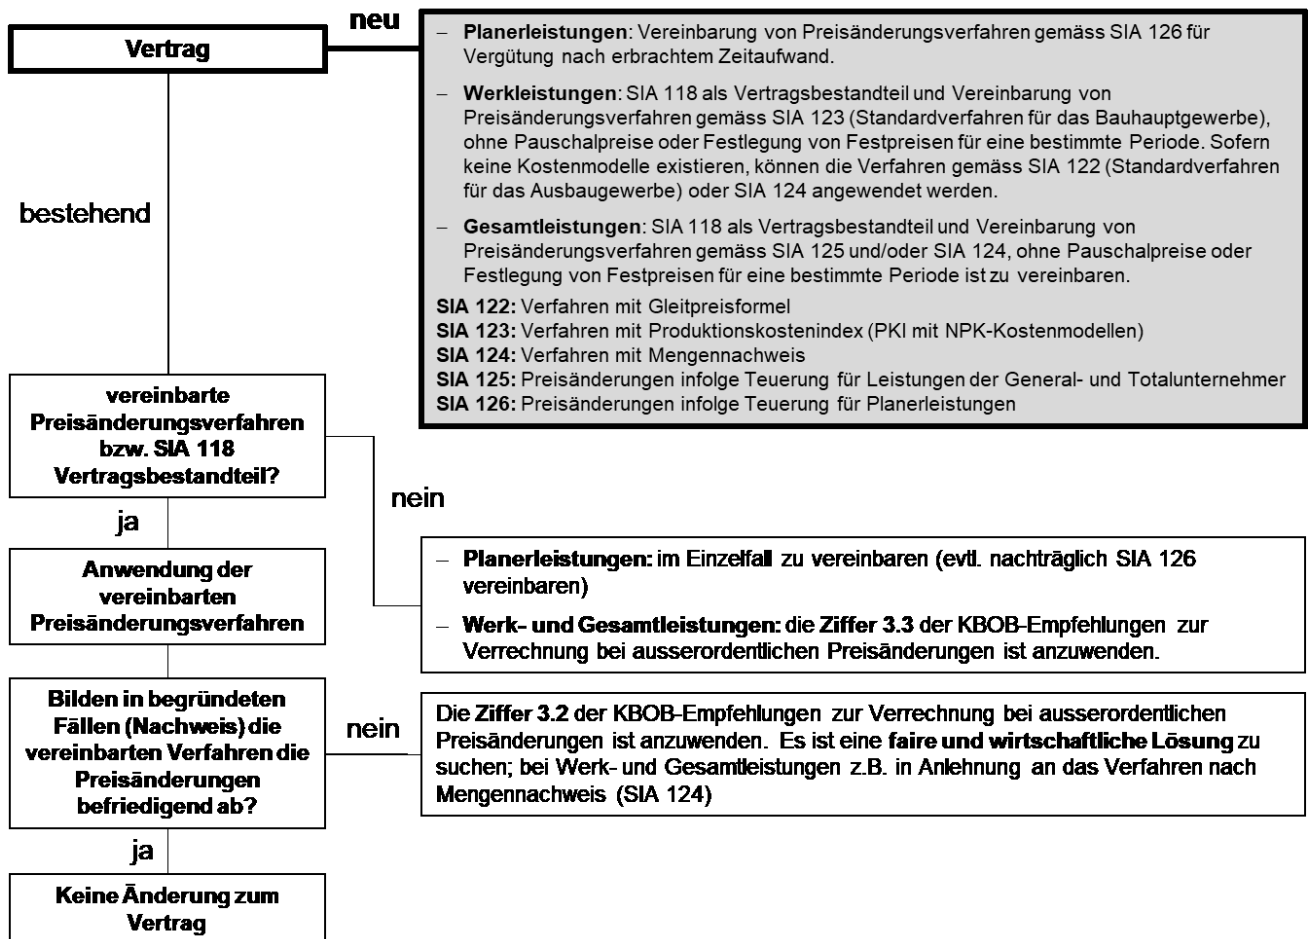 neu
Vertrag
– Planerleistungen: Vereinbarung von Preisänderungsverfahren gemäss SIA 126 für
Vergütung nach erbrachtem Zeitaufwand.
– Werkleistungen: SIA 118 als Vertragsbestandteil und Vereinbarung von
Preisänderungsverfahren gemäss SIA 123 (Standardverfahren für das Bauhauptgewerbe),
ohne Pauschalpreise oder Festlegung von Festpreisen für eine bestimmte Periode. Sofern
keine Kostenmodelle existieren, können die Verfahren gemäss SIA 122 (Standardverfahren
für das Ausbaugewerbe) oder SIA 124 angewendet werden.
– Gesamtleistungen: SIA 118 als Vertragsbestandteil und Vereinbarung von
Preisänderungsverfahren gemäss SIA 125 und/oder SIA 124, ohne Pauschalpreise oder
Festlegung von Festpreisen für eine bestimmte Periode ist zu vereinbaren.
SIA 122: Verfahren mit Gleitpreisformel
SIA 123: Verfahren mit Produktionskostenindex (PKI mit NPK-Kostenmodellen)
SIA 124: Verfahren mit Mengennachweis
SIA 125: Preisänderungen infolge Teuerung für Leistungen der General- und Totalunternehmer
SIA 126: Preisänderungen infolge Teuerung für Planerleistungen
bestehend
vereinbarte
Preisänderungsverfahren
bzw. SIA 118
Vertragsbestandteil?
nein
ja
– Planerleistungen: im Einzelfall zu vereinbaren (evtl. nachträglich SIA 126
vereinbaren)
– Werk- und Gesamtleistungen: die Ziffer 3.3 der KBOB-Empfehlungen zur
Verrechnung bei ausserordentlichen Preisänderungen ist anzuwenden.
Anwendung der
vereinbarten
Preisänderungsverfahren
Bilden in begründeten
Fällen (Nachweis) die
vereinbarten Verfahren die
Preisänderungen
befriedigend ab?
nein
Die Ziffer 3.2 der KBOB-Empfehlungen zur Verrechnung bei ausserordentlichen
Preisänderungen ist anzuwenden. Es ist eine faire und wirtschaftliche Lösung zu
suchen; bei Werk- und Gesamtleistungen z.B. in Anlehnung an das Verfahren nach
Mengennachweis (SIA 124)
ja
Keine Änderung zum
Vertrag